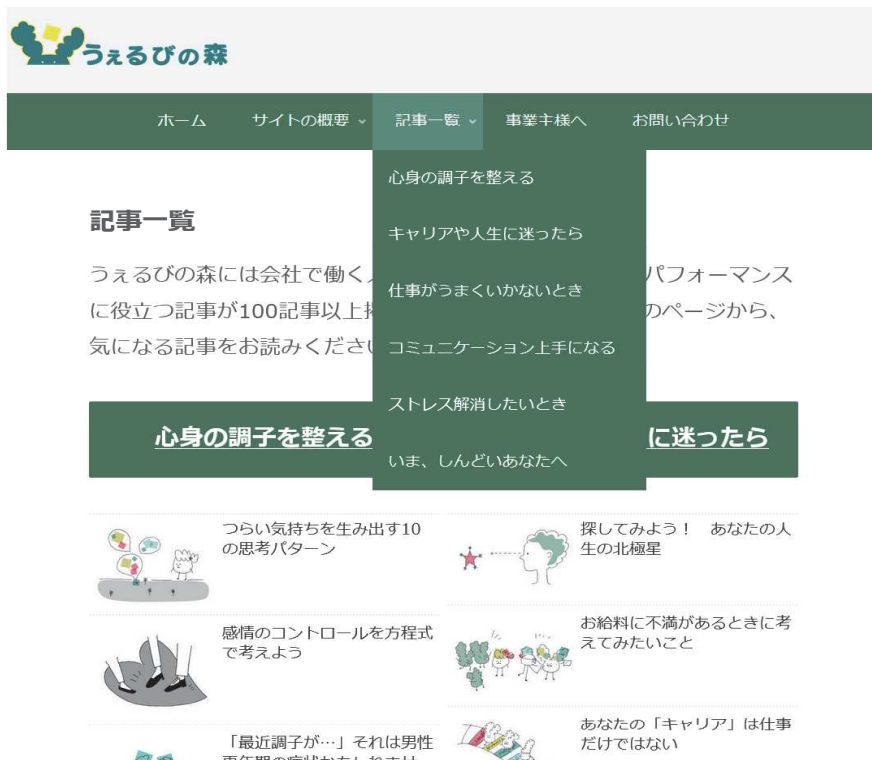 うぇるびの森
ホーム サイトの概要 記事一覧 事業主様へ お問い合わせ
心身の調子を整える
キャリアや人生に迷ったら
仕事がうまくいかないとき
コミュニケーション上手になる
ストレス解消したいとき
いま、しんどいあなたへ
記事一覧
うぇるびの森には会社で働く パフォーマンス
に役立つ記事が100記事以上 のページから、
気になる記事をお読みくださ
心身の調子を整える に迷ったら
つらい気持ちを生み出す10
の思考パターン
感情のコントロールを方程式
で考えよう
「最近調子が…」それは男性
探してみよう！ あなたの人
生の北極星
お給料に不満があるときに考
えてみたいこと
あなたの「キャリア」は仕事
だけではない